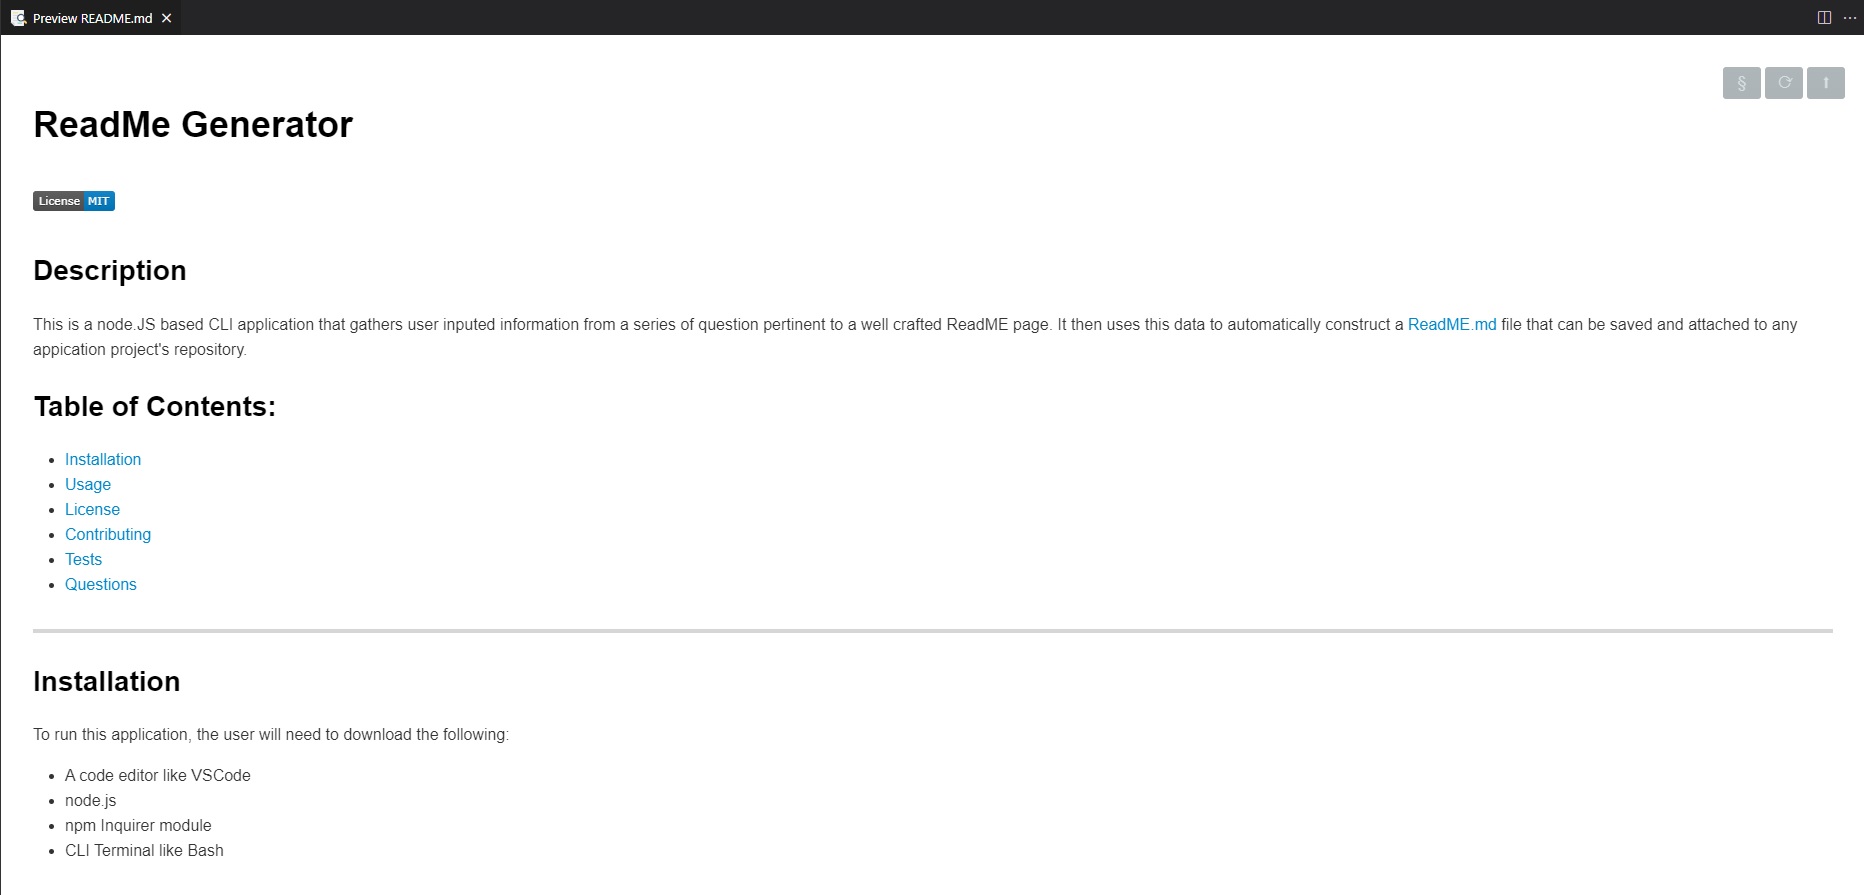 Preview README.md
§
ReadMe Generator
License MIT
Description
This is a node.JS based CLI application that gathers user inputed information from a series of question pertinent to a well crafted ReadME page. It then uses this data to automatically construct a ReadME.md file that can be saved and attached to any
appication project's repository.
Table of Contents:
• Installation
• Usage
• License
• Contributing
• Tests
• Questions
Installation
To run this application, the user will need to download the following:
• A code editor like VSCode
• node.js
• npm Inquirer module
• CLI Terminal like Bash